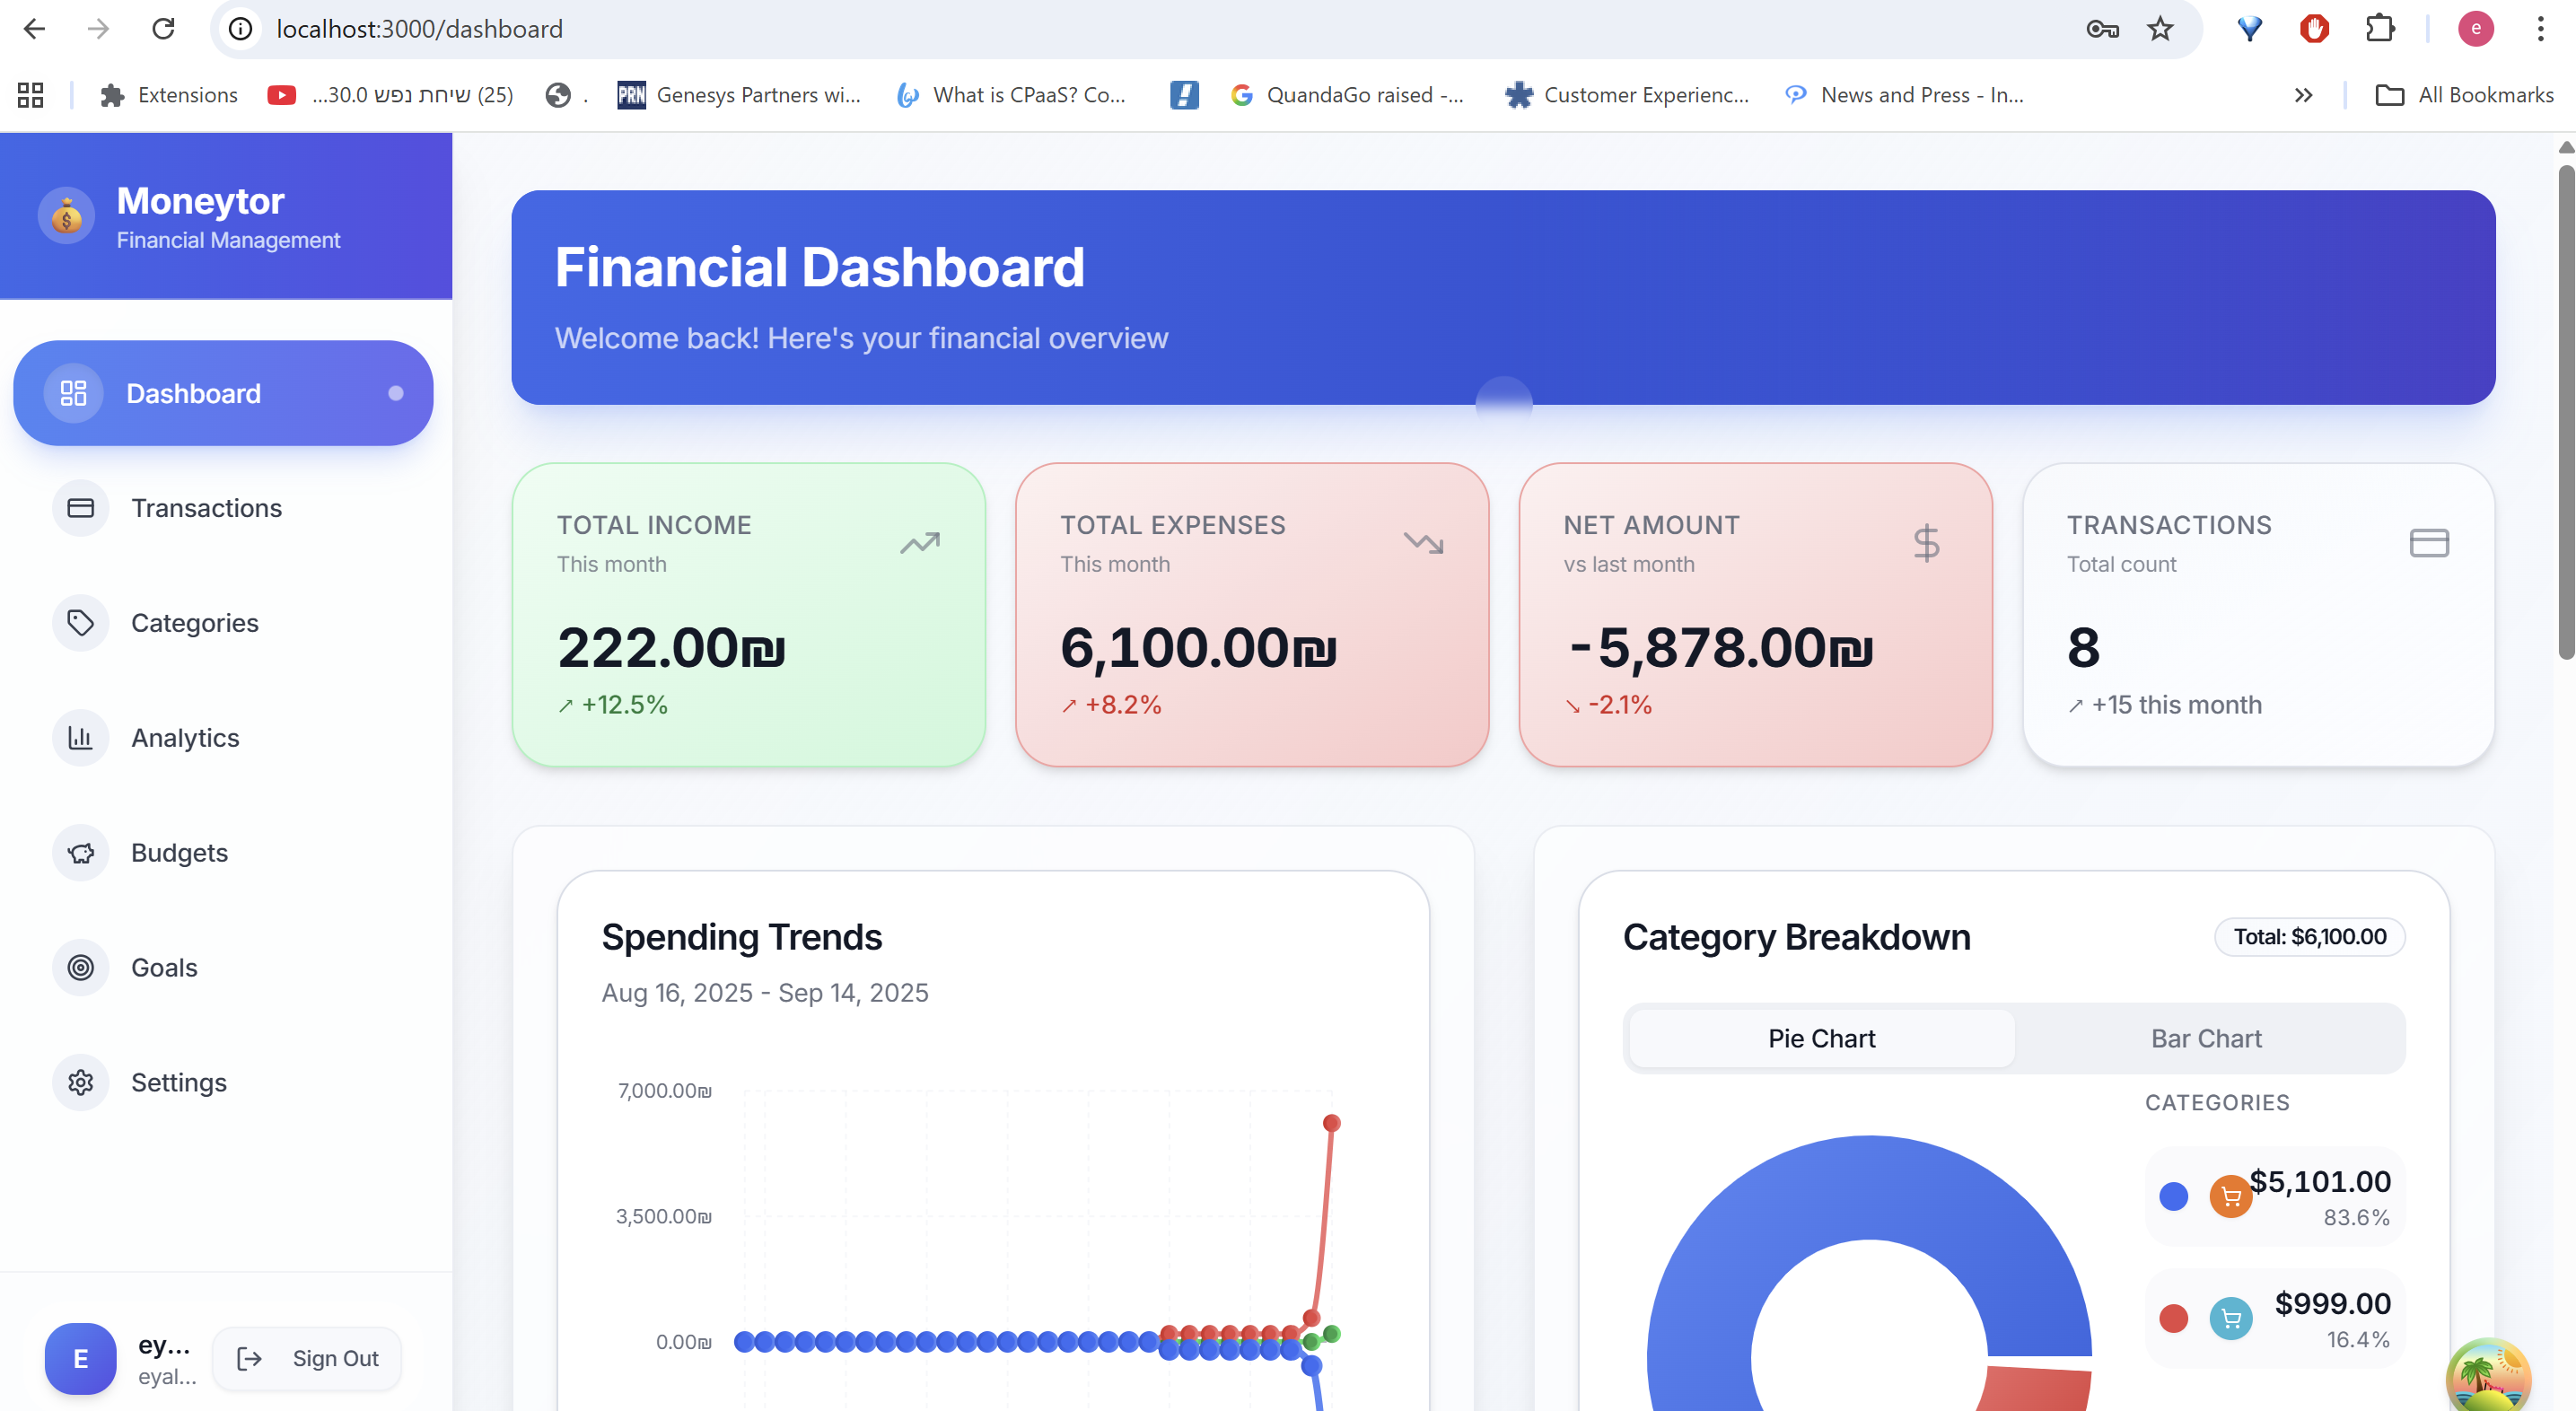 localhost:3000/dashboard
e
Extensions
(25) שיחת נפש 30.0...
.
PRN Genesys Partners wi...
What is CPaaS? Co...
QuandaGo raised -...
Customer Experienc...
News and Press - In...
All Bookmarks
Moneytor
Financial Management
Dashboard
Transactions
Categories
Analytics
Budgets
Goals
Settings
E
ey...
eyal...
Sign Out
Financial Dashboard
Welcome back! Here's your financial overview
TOTAL INCOME
This month
222.00₪
↗ +12.5%
TOTAL EXPENSES
This month
6,100.00₪
↗ +8.2%
NET AMOUNT
vs last month
-5,878.00₪
↘ -2.1%
TRANSACTIONS
Total count
8
↗ +15 this month
Spending Trends
Aug 16, 2025 - Sep 14, 2025
7,000.00₪
3,500.00₪
0.00₪
Category Breakdown
Total: $6,100.00
Pie Chart
Bar Chart
CATEGORIES
$5,101.00
83.6%
$999.00
16.4%